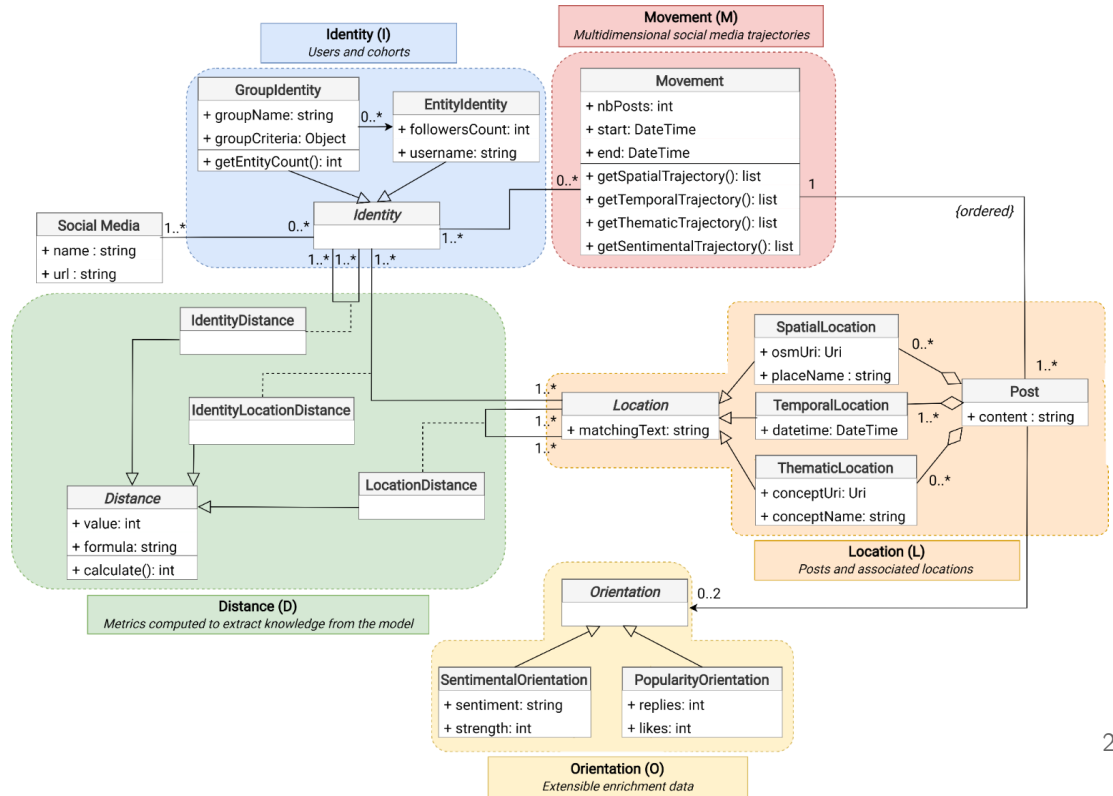 Movement (M)
Multidimensional social media trajectories
Identity (I)
Users and cohorts
GroupIdentity
+ groupName: string
+ groupCriteria: Object
+ getEntityCount(): int
0..*
EntityIdentity
+ followersCount: int
+ username: string
Movement
+ nbPosts: int
+ start: DateTime
+ end: DateTime
+ getSpatialTrajectory(): list
+ getTemporalTrajectory(): list
+ getThematicTrajectory(): list
+ getSentimentalTrajectory(): list
0..*
1
{ordered}
Social Media
+ name : string
+ url : string
1..*
0..*
Identity
1..*
1..*
1..*
1..*
IdentityDistance
IdentityLocationDistance
LocationDistance
Distance
+ value: int
+ formula: string
+ calculate(): int
Distance (D)
Metrics computed to extract knowledge from the model
1..*
1..*
1..*
Location
+ matchingText: string
SpatialLocation
+ osmUri: Uri
+ placeName : string
0..*
TemporalLocation
+ datetime: DateTime
1..*
ThematicLocation
+ conceptUri: Uri
+ conceptName: string
0..*
1..*
Post
+ content : string
Location (L)
Posts and associated locations
Orientation
0..2
SentimentalOrientation
+ sentiment: string
+ strength: int
PopularityOrientation
+ replies: int
+ likes: int
Orientation (O)
Extensible enrichment data
2